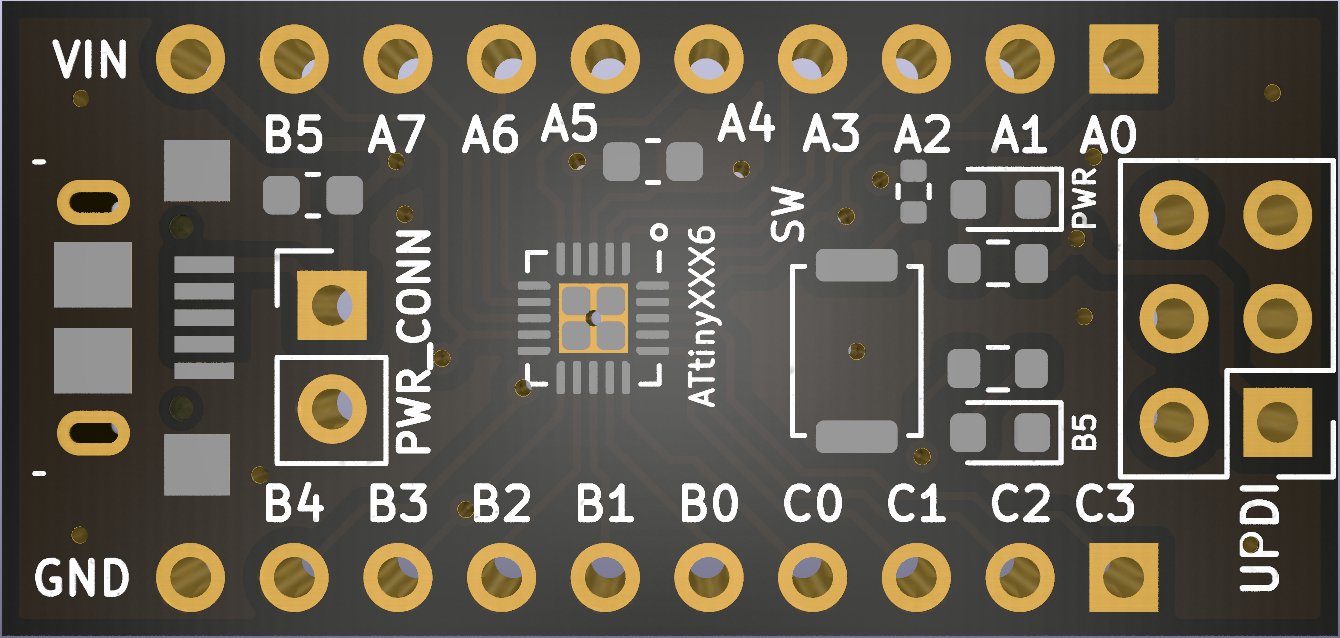 VIN
B5 A7 A6 A5 A4 A3 A2 A1 A0
PWR
SW
PWR_CONN
ATtinyXXX6
B5
B4 B3 B2 B1 B0 C0 C1 C2 C3
UPDI
GND